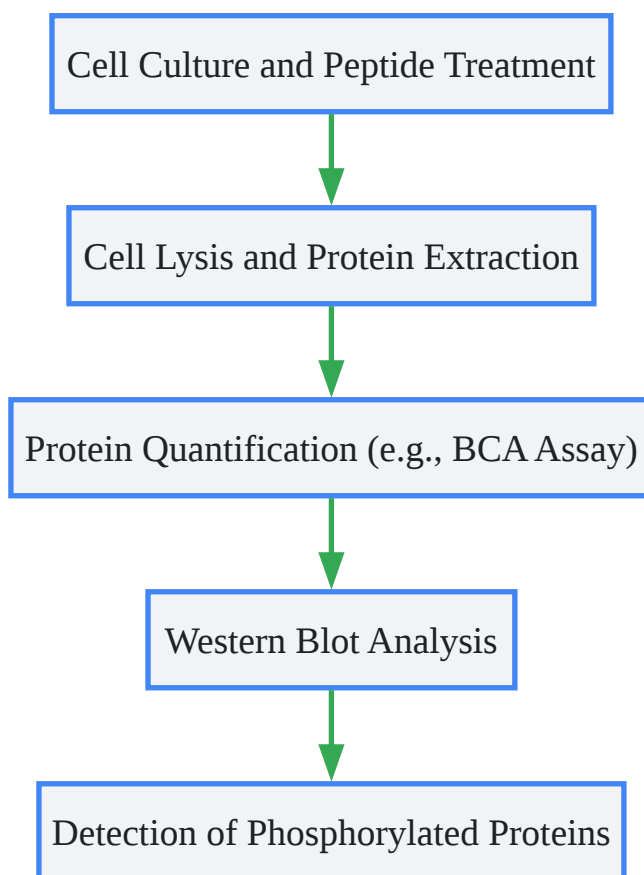 Cell Culture and Peptide Treatment
Cell Lysis and Protein Extraction
Protein Quantification (e.g., BCA Assay)
Western Blot Analysis
Detection of Phosphorylated Proteins